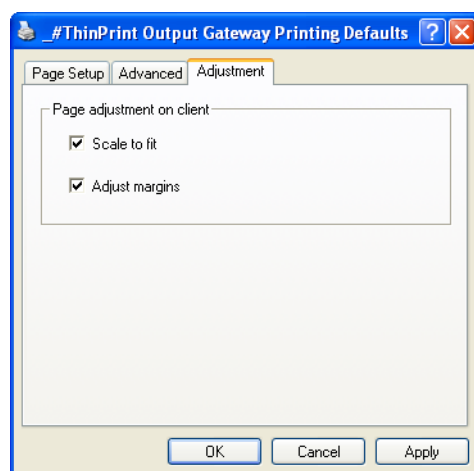 _#ThinPrint Output Gateway Printing Defaults
Page Setup Advanced Adjustment
Page adjustment on client
Scale to fit
Adjust margins
OK Cancel Apply